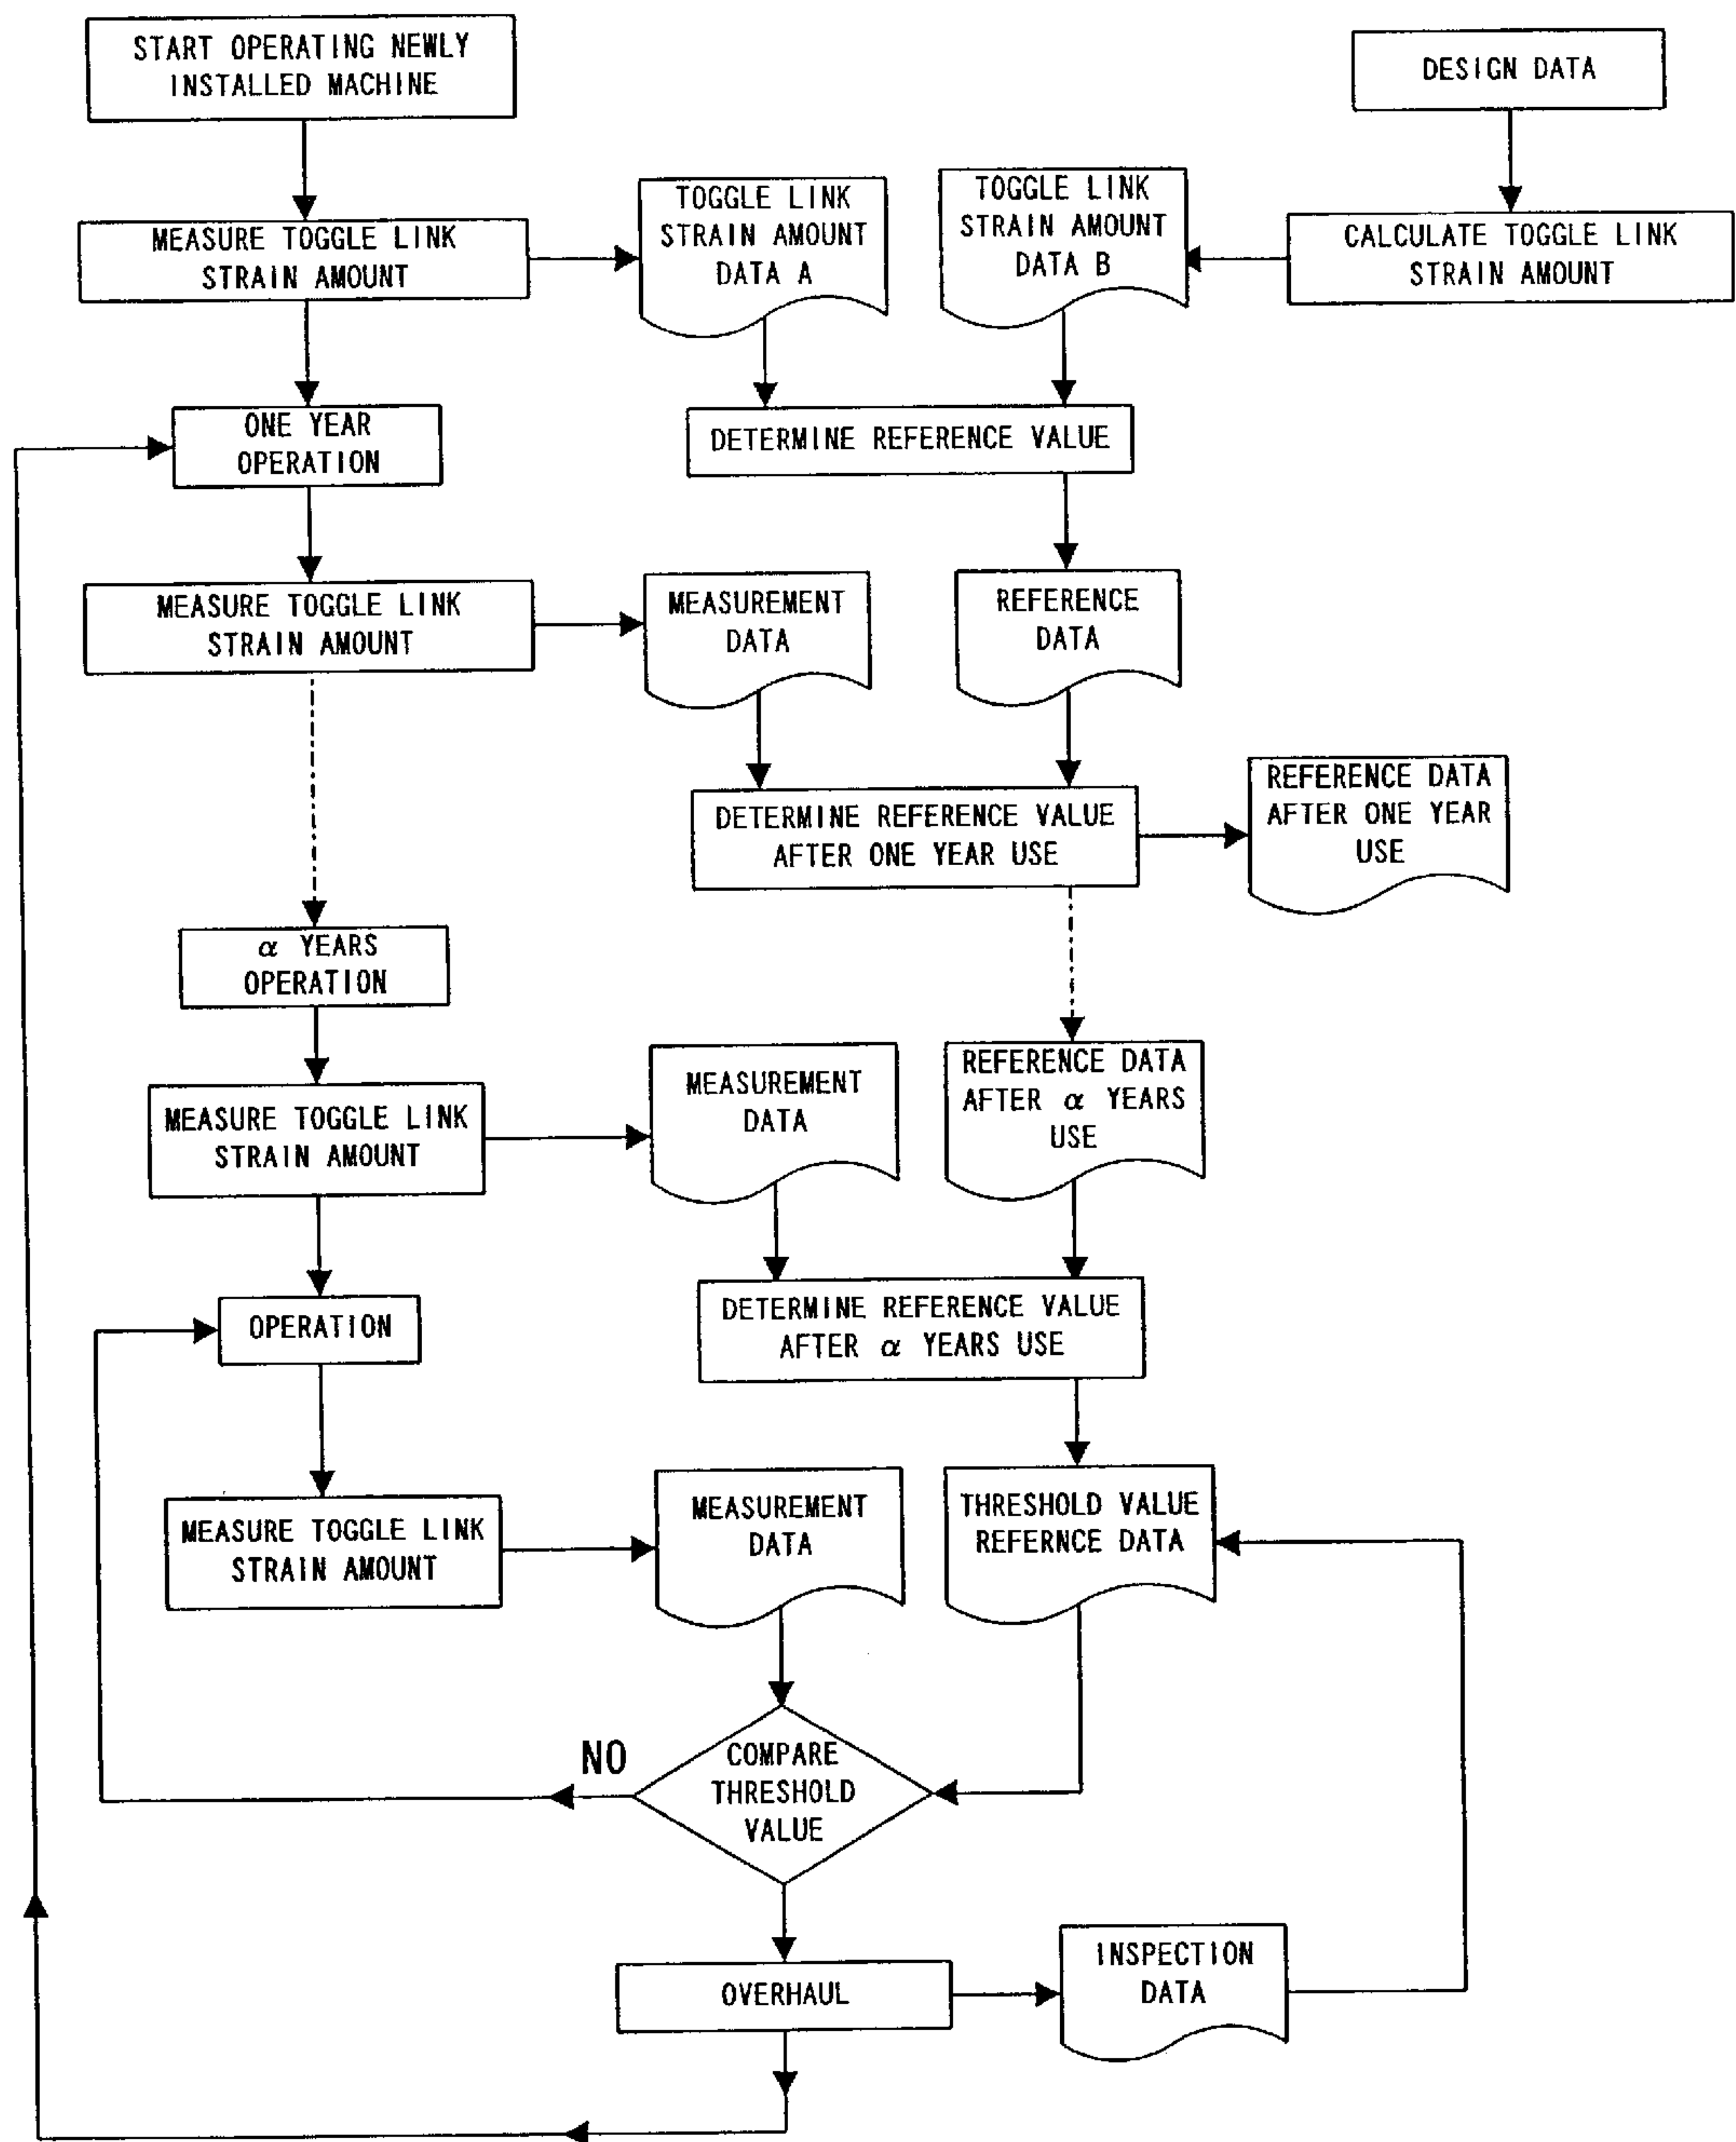 START OPERATING NEWLY
INSTALLED MACHINE
DESIGN DATA
MEASURE TOGGLE LINK
STRAIN AMOUNT
TOGGLE LINK
STRAIN AMOUNT
DATA A
TOGGLE LINK
STRAIN AMOUNT
DATA B
CALCULATE TOGGLE LINK
STRAIN AMOUNT
ONE YEAR
OPERATION
DETERMINE REFERENCE VALUE
MEASURE TOGGLE LINK
STRAIN AMOUNT
MEASUREMENT
DATA
REFERENCE
DATA
DETERMINE REFERENCE VALUE
AFTER ONE YEAR USE
REFERENCE DATA
AFTER ONE YEAR
USE
α YEARS
OPERATION
MEASURE TOGGLE LINK
STRAIN AMOUNT
MEASUREMENT
DATA
REFERENCE DATA
AFTER α YEARS
USE
OPERATION
DETERMINE REFERENCE VALUE
AFTER α YEARS USE
MEASURE TOGGLE LINK
STRAIN AMOUNT
MEASUREMENT
DATA
THRESHOLD VALUE
REFERNCE DATA
NO
COMPARE
THRESHOLD
VALUE
OVERHAUL
INSPECTION
DATA